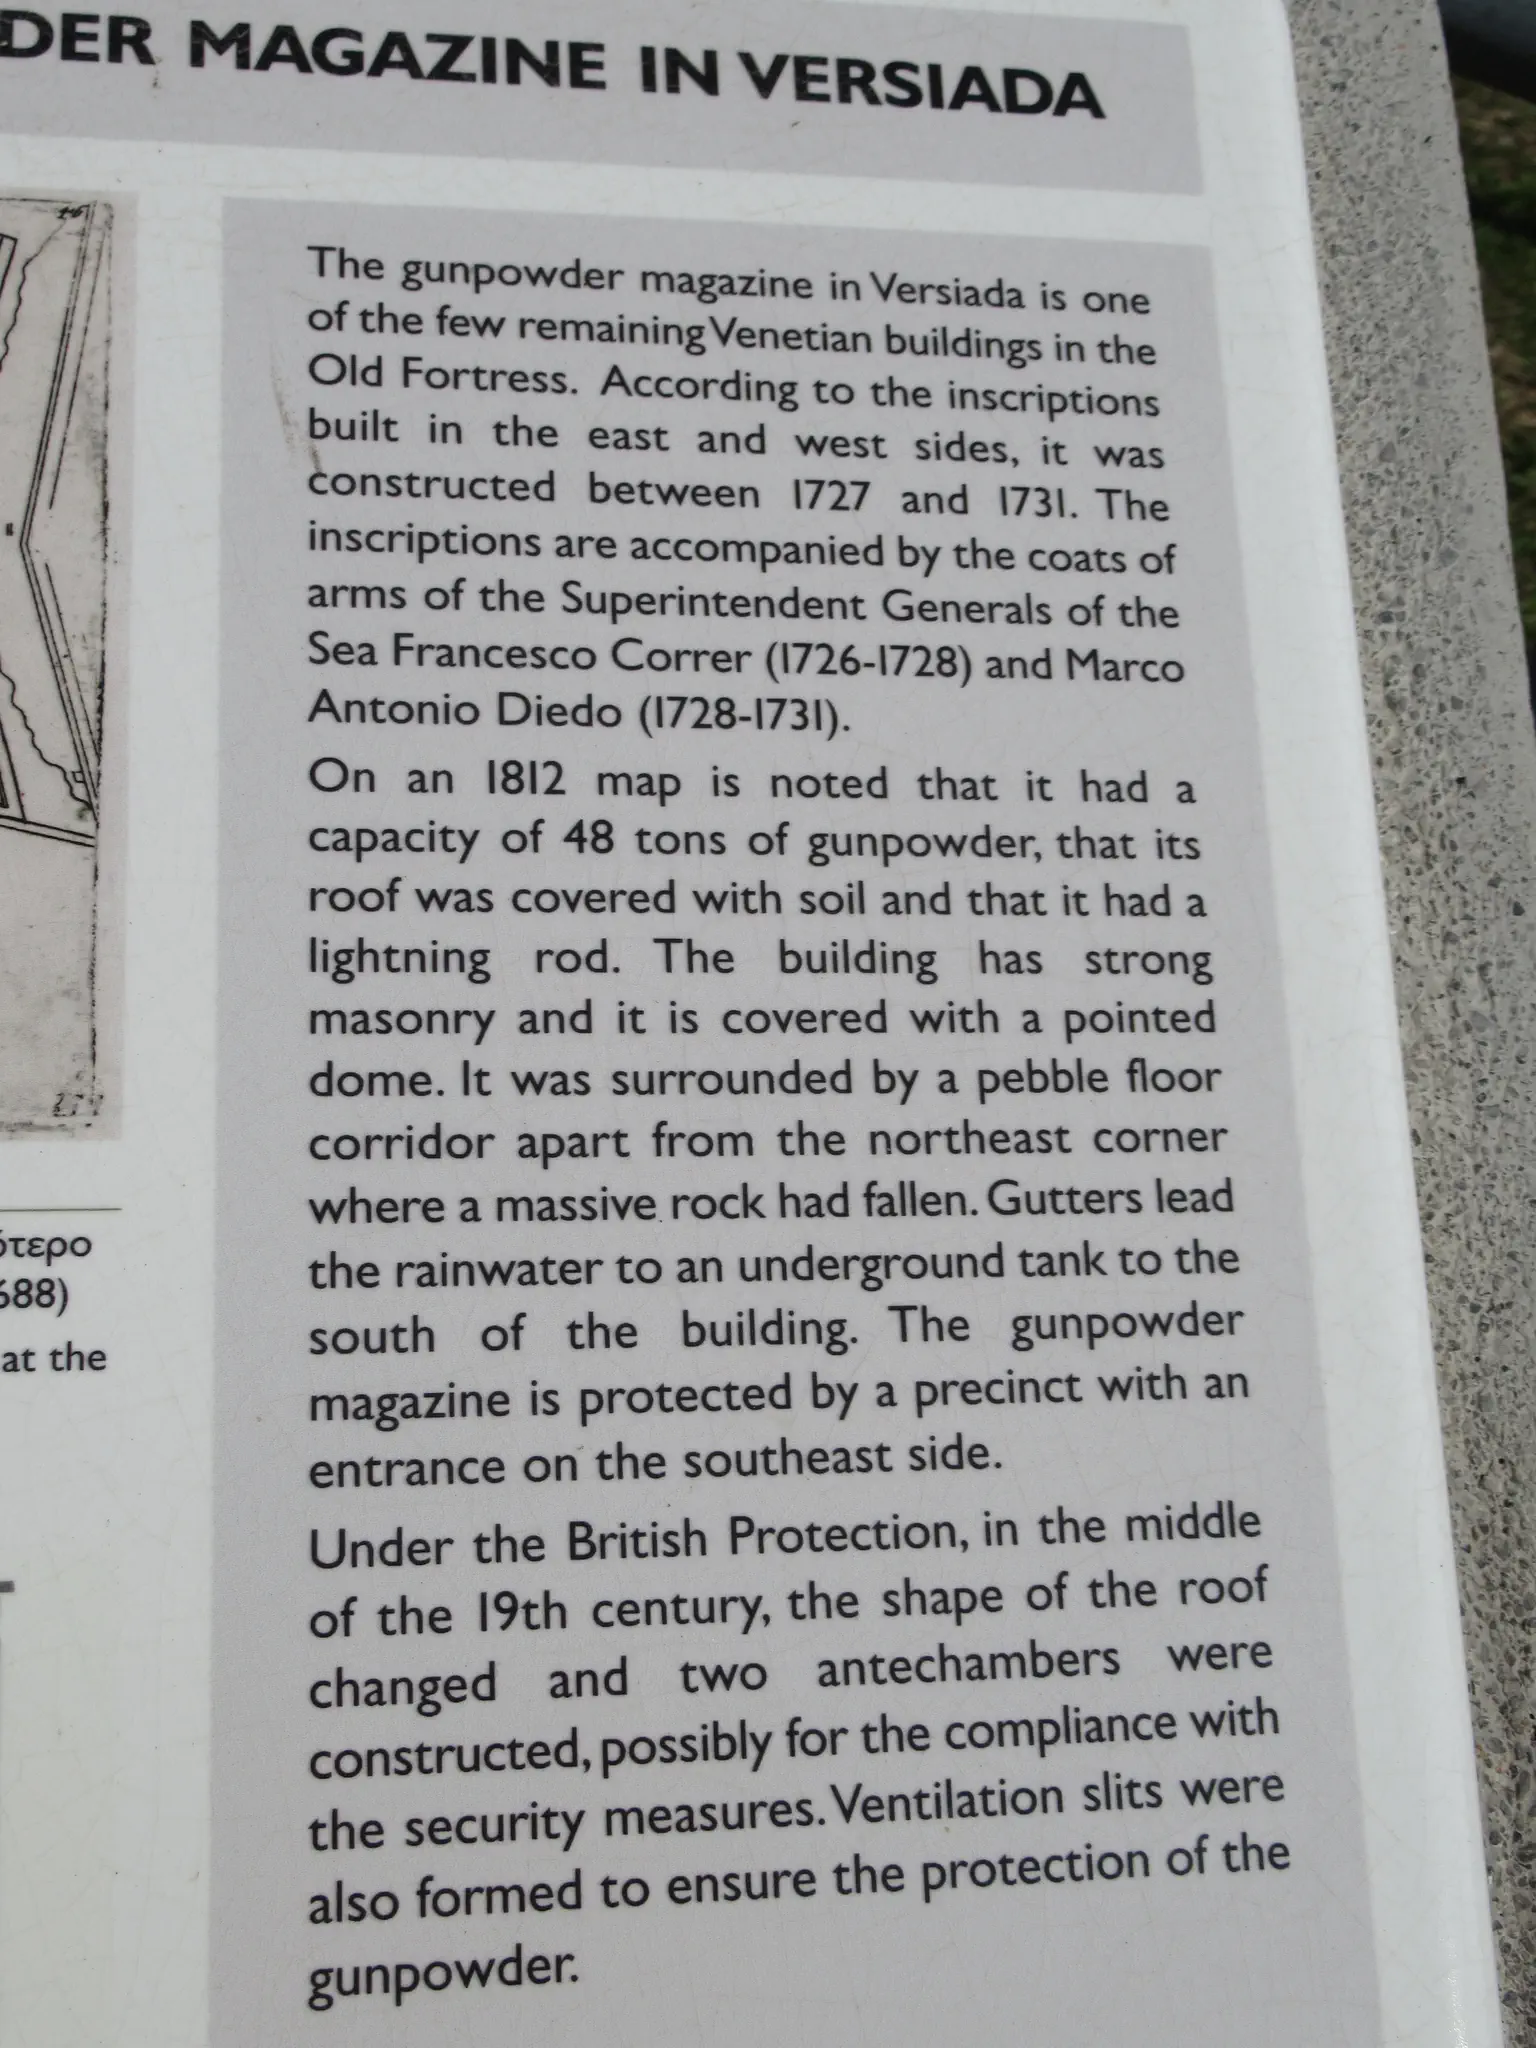 DER MAGAZINE IN VERSIADA
The gunpowder magazine in Versiada is one
of the few remaining Venetian buildings in the
Old Fortress. According to the inscriptions
built in the east and west sides, it was
constructed between 1727 and 1731. The
inscriptions are accompanied by the coats of
arms of the Superintendent Generals of the
Sea Francesco Correr (1726-1728) and Marco
Antonio Diedo (1728-1731).
On an 1812 map is noted that it had a
capacity of 48 tons of gunpowder, that its
roof was covered with soil and that it had a
lightning rod. The building has strong
masonry and it is covered with a pointed
dome. It was surrounded by a pebble floor
corridor apart from the northeast corner
where a massive rock had fallen. Gutters lead
the rainwater to an underground tank to the
south of the building. The gunpowder
magazine is protected by a precinct with an
entrance on the southeast side.
Under the British Protection, in the middle
of the 19th century, the shape of the roof
changed and two antechambers were
constructed, possibly for the compliance with
the security measures. Ventilation slits were
also formed to ensure the protection of the
gunpowder.
ότερο
688)
at the